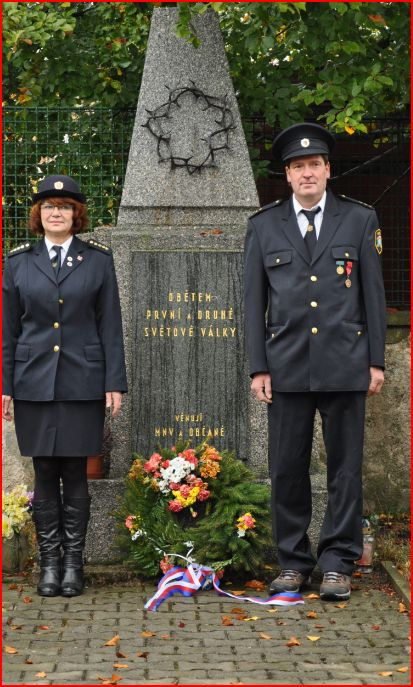 OBĚTEM
PRVNÍ A DRUHÉ
SVĚTOVÉ VÁLKY
VĚNUJÍ
MNV A OBČANÉ